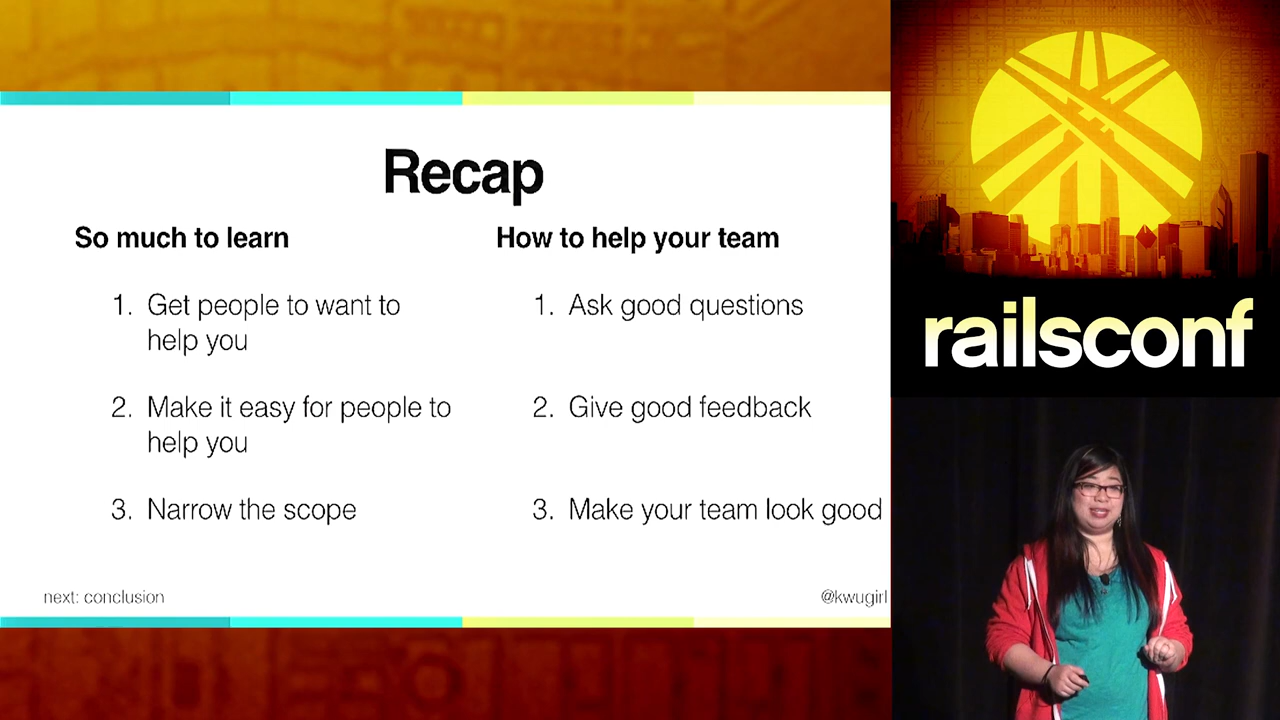 Recap
So much to learn
1. Get people to want to
help you
2. Make it easy for people to
help you
3. Narrow the scope
How to help your team
1. Ask good questions
2. Give good feedback
3. Make your team look good
next: conclusion
@kwugirl
railsconf